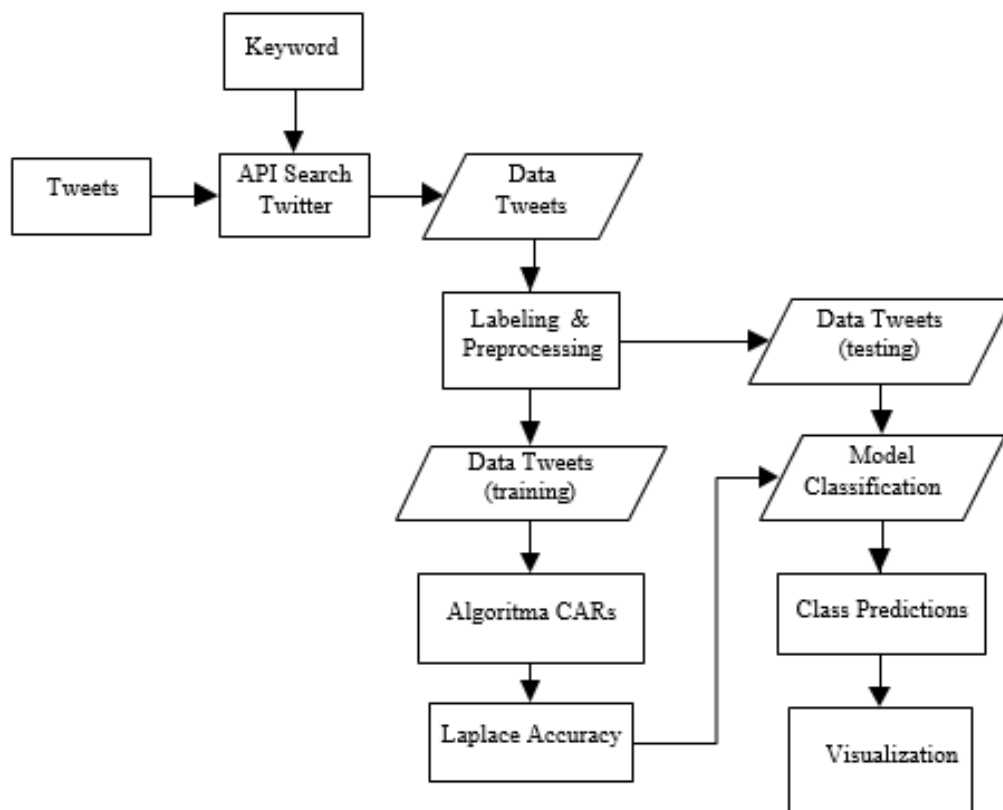 Keyword
Tweets
API Search
Twitter
Data
Tweets
Labeling &
Preprocessing
Data Tweets
(testing)
Data Tweets
(training)
Model
Classification
Algoritma CARs
Class Predictions
Laplace Accuracy
Visualization